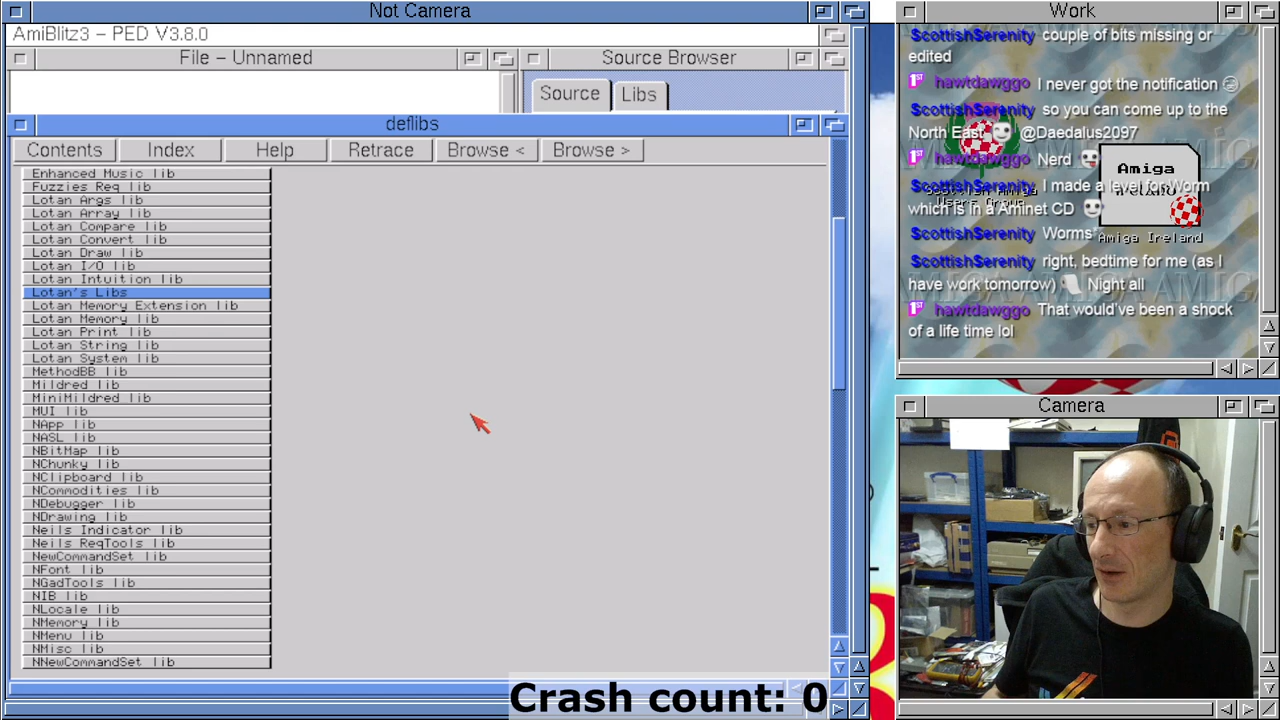 Not Camera
AmiBlitz3 – PED V3.8.0
File –Unnamed
Source Browser
Source
Libs
deflibs
Contents
Index
Help
Retrace
Browse <
Browse >
Enhanced Music lib
Fuzzies Req lib
Lotan Args lib
Lotan Array lib
Lotan Compare lib
Lotan Convert lib
Lotan Draw lib
Lotan I/O lib
Lotan Intuition lib
Lotan's Libs
Lotan Memory Extension lib
Lotan Memory lib
Lotan Print lib
Lotan String lib
Lotan System lib
MethodBB lib
Mildred lib
MiniMildred lib
MUI lib
NApp lib
NASL lib
NBitMap lib
NChunky lib
NClipboard lib
NCommodities lib
NDebugger lib
NDrawing lib
Neils Indicator lib
Neils ReqTools lib
NewCommandSet lib
NFont lib
NGadTools lib
NIB lib
NLocale lib
NMemory lib
NMenu lib
NMisc lib
NNewCommandSet lib
Crash count: 0
Work
ScottishSerenity couple of bits missing or
edited
1ST hawtdawggo I never got the notification
ScottishSerenity so you can come up to the
North East @Daedalus2097
1ST hawtdawggo Nerd
ScottishSerenity I made a level for Worm
which is in a Aminet CD
ScottishSerenity Worms*
ScottishSerenity right, bedtime for me (as I
have work tomorrow) Night all
1ST hawtdawggo That would've been a shock
of a life time lol
Amiga
Users Group
Amiga Ireland
Camera